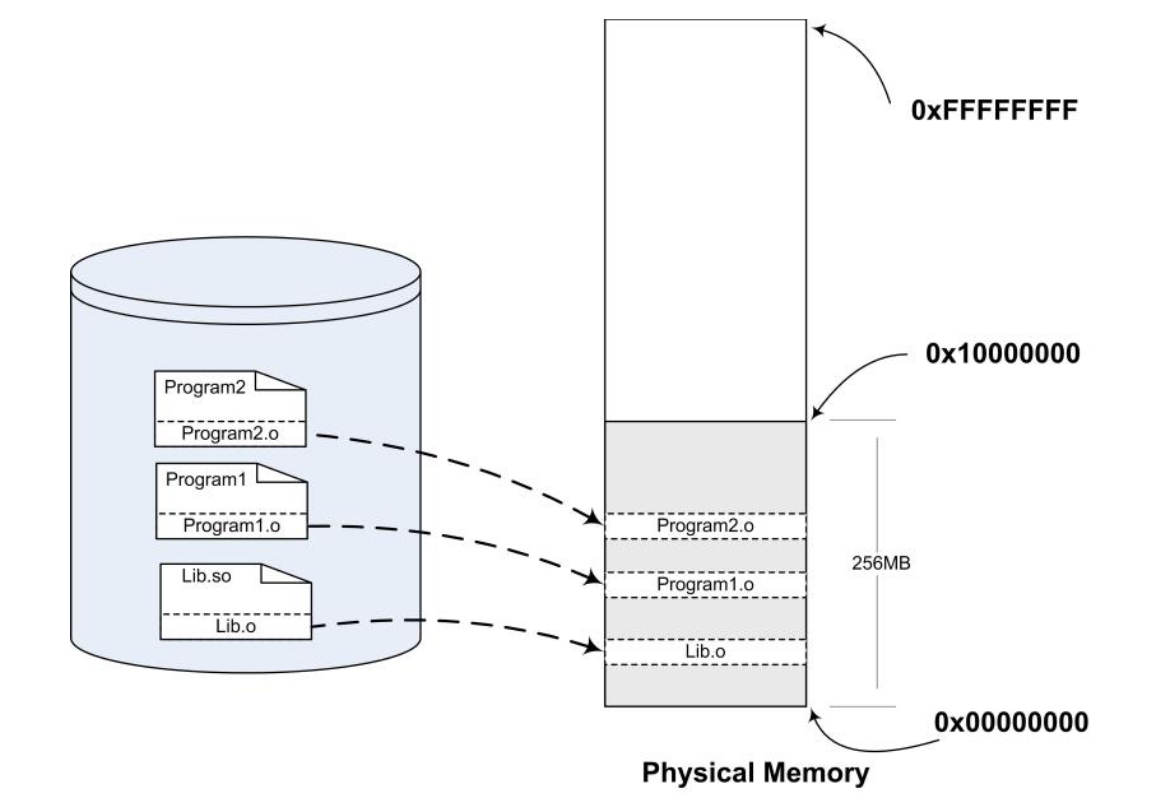 0xFFFFFFFF
0x10000000
Program2
Program2.o
Program1
Program1.o
Lib.so
Lib.o
Program2.o
Program1.o
Lib.o
256MB
0x00000000
Physical Memory